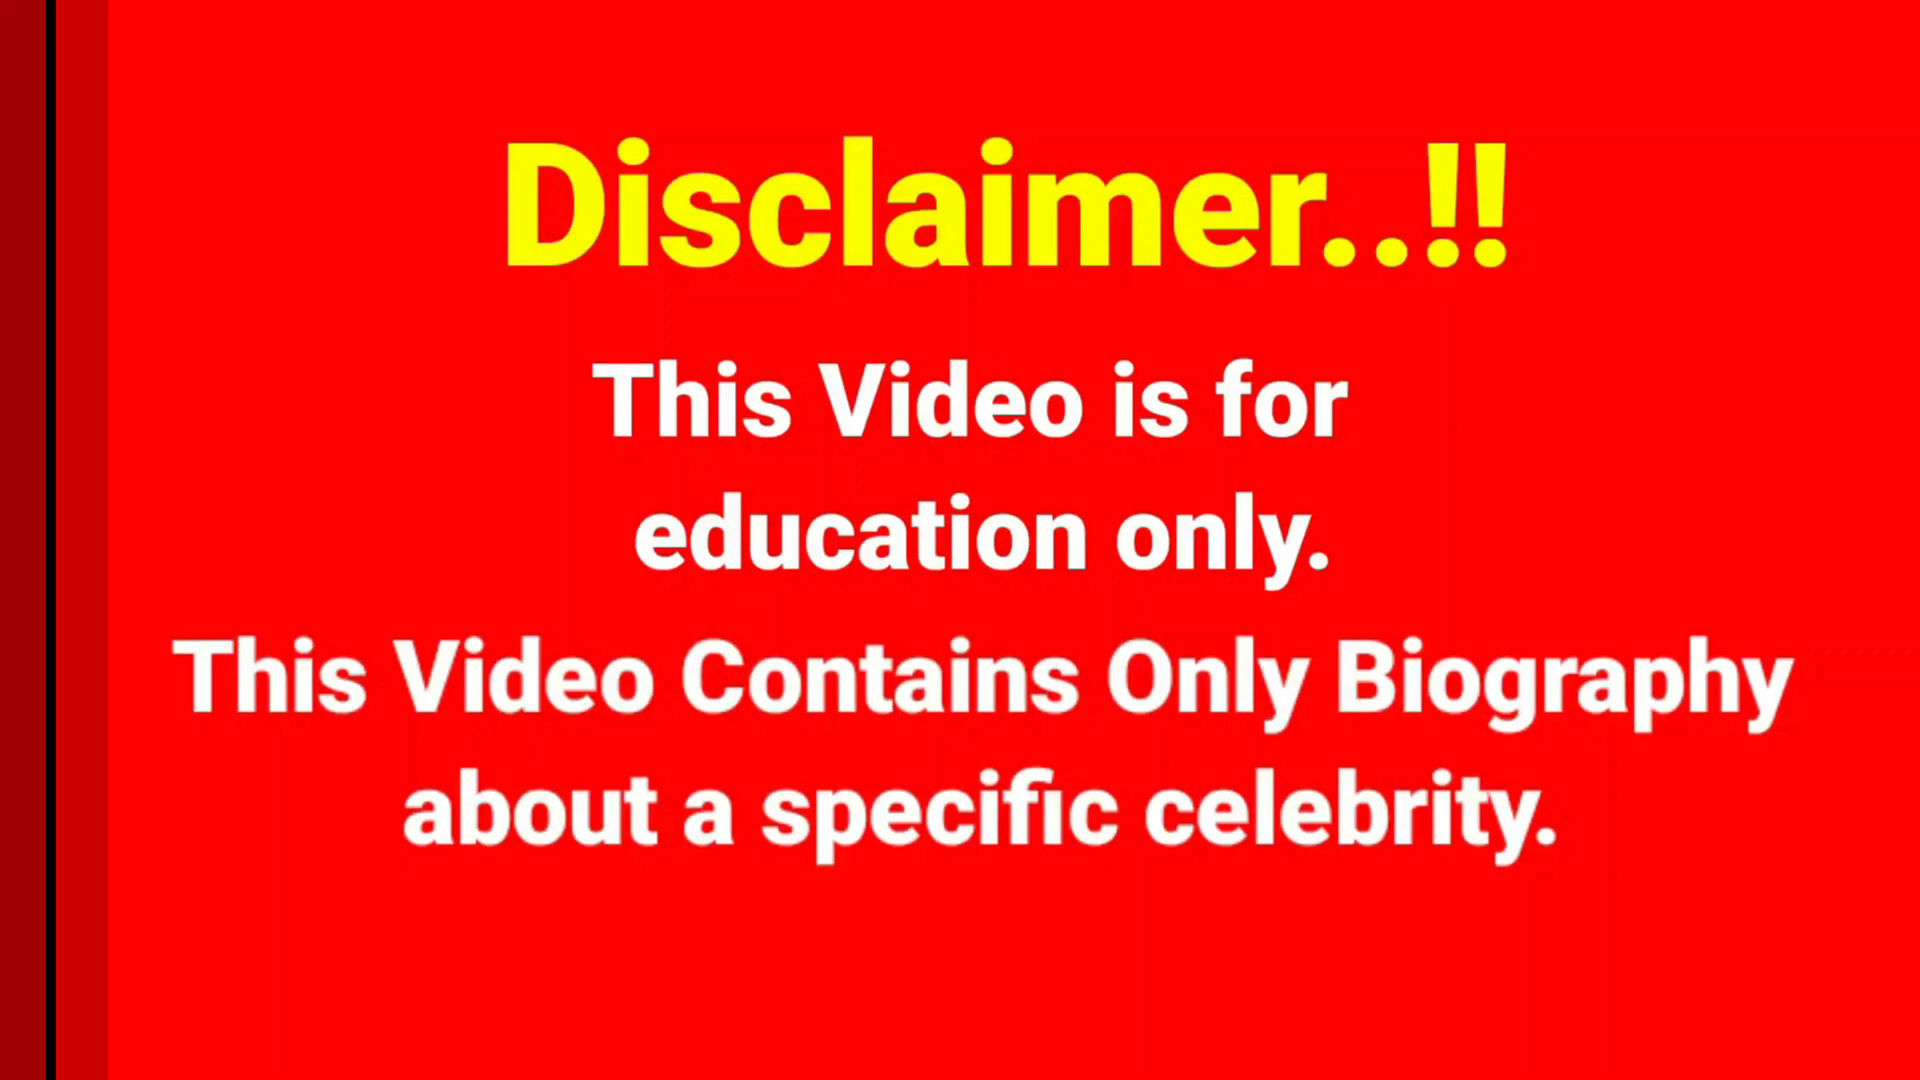 Disclaimer..!!
This Video is for
education only.
This Video Contains Only Biography
about a specific celebrity.